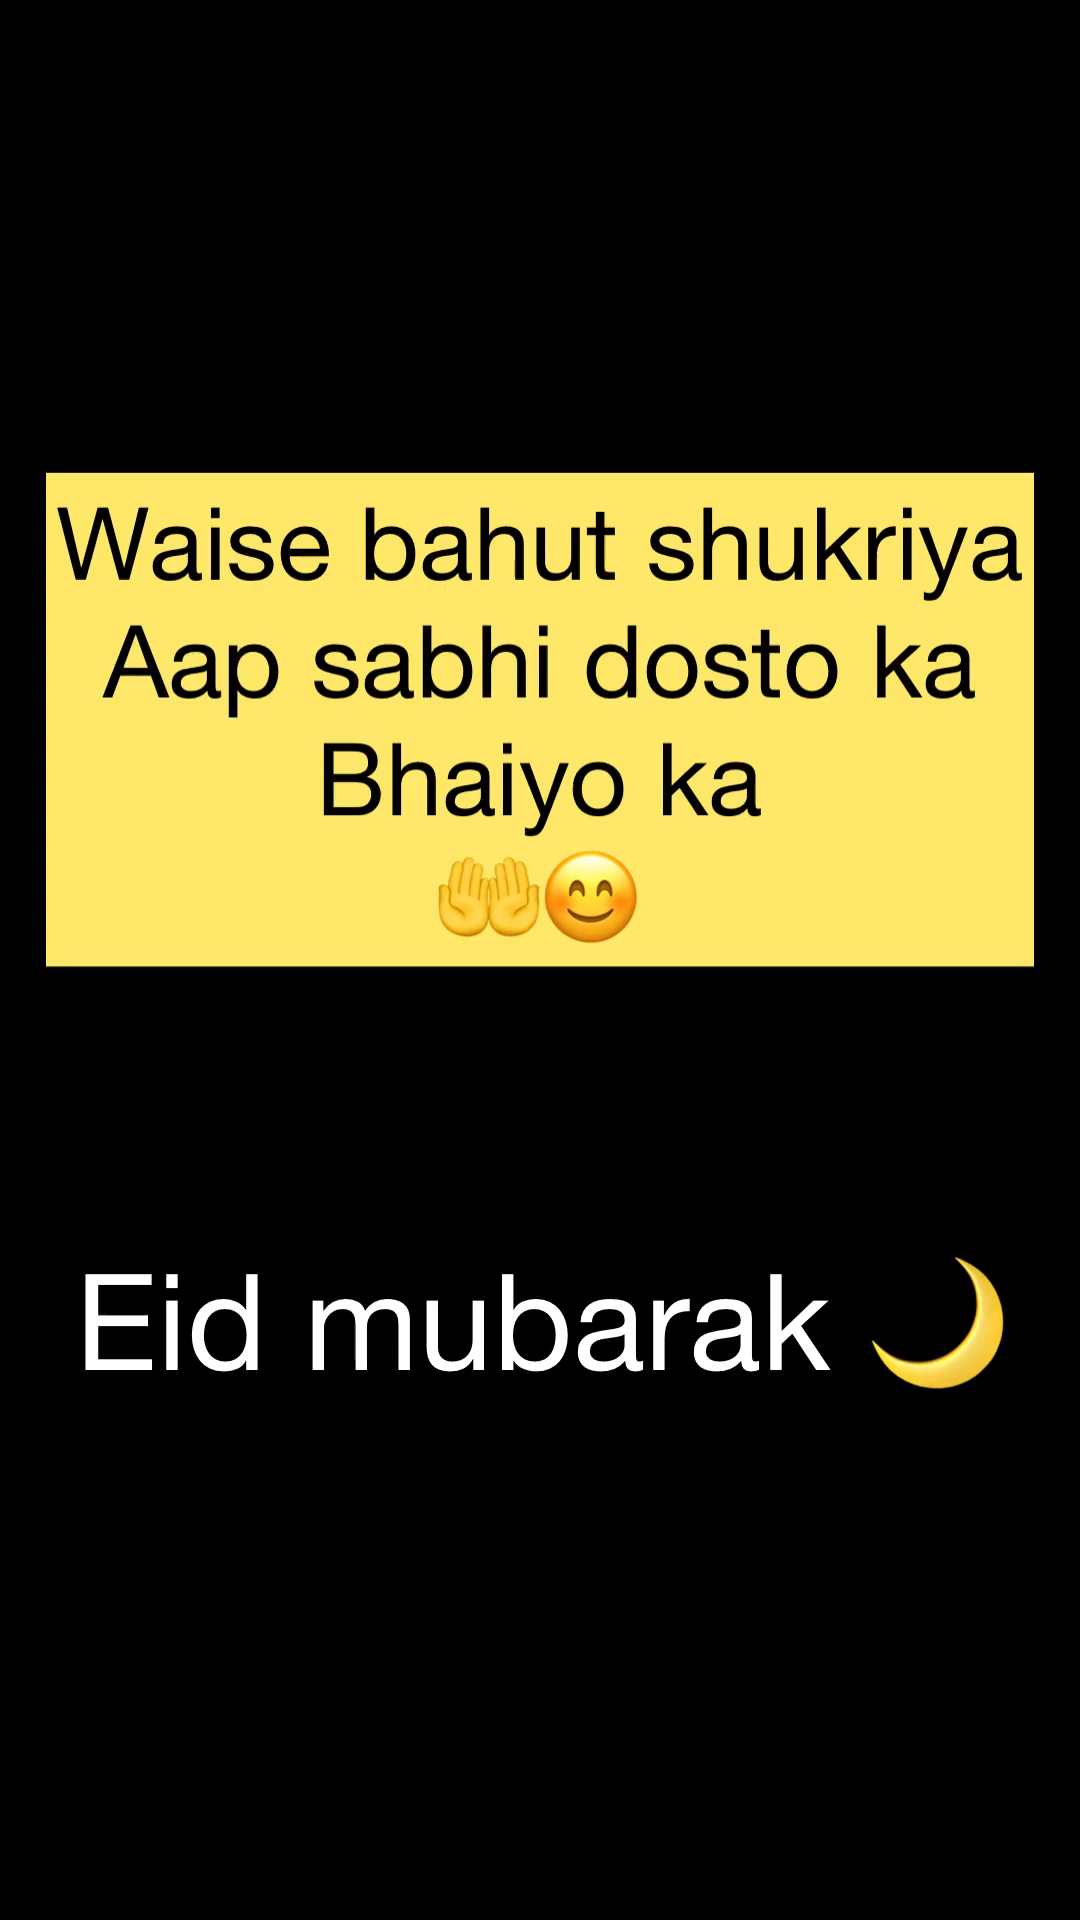 Waise bahut shukriya
Aap sabhi dosto ka
Bhaiyo ka
🤲😊
Eid mubarak 🌙